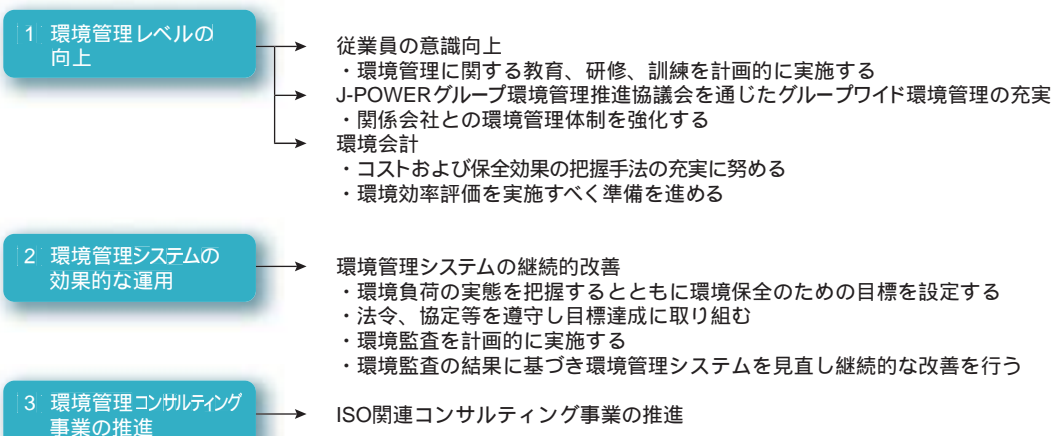 1 環境管理レベルの
向上
従業員の意識向上
・環境管理に関する教育、研修、訓練を計画的に実施する
J-POWERグループ環境管理推進協議会を通じたグループワイド環境管理の充実
・関係会社との環境管理体制を強化する
環境会計
・コストおよび保全効果の把握手法の充実に努める
・環境効率評価を実施すべく準備を進める
2 環境管理システムの
効果的な運用
環境管理システムの継続的改善
・環境負荷の実態を把握するとともに環境保全のための目標を設定する
・法令、協定等を遵守し目標達成に取り組む
・環境監査を計画的に実施する
・環境監査の結果に基づき環境管理システムを見直し継続的な改善を行う
3 環境管理コンサルティング
事業の推進
ISO関連コンサルティング事業の推進